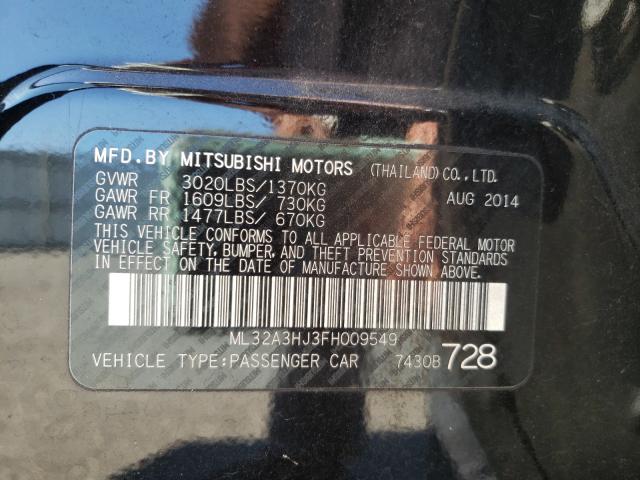 MFD.BY MITSUBISHI MOTORS (THAILAND)CO.,LTD.
GVWR 3020LBS/1370KG
GAWR FR 1609LBS/ 730KG AUG 2014
GAWR RR 1477LBS/ 670KG
THIS VEHICLE CONFORMS TO ALL APPLICABLE FEDERAL MOTOR
VEHICLE SAFETY, BUMPER, AND THEFT PREVENTION STANDARDS
IN EFFECT ON THE DATE OF MANUFACTURE SHOWN ABOVE.
ML32A3HJ3FH009549
VEHICLE TYPE:PASSENGER CAR 7430B 728